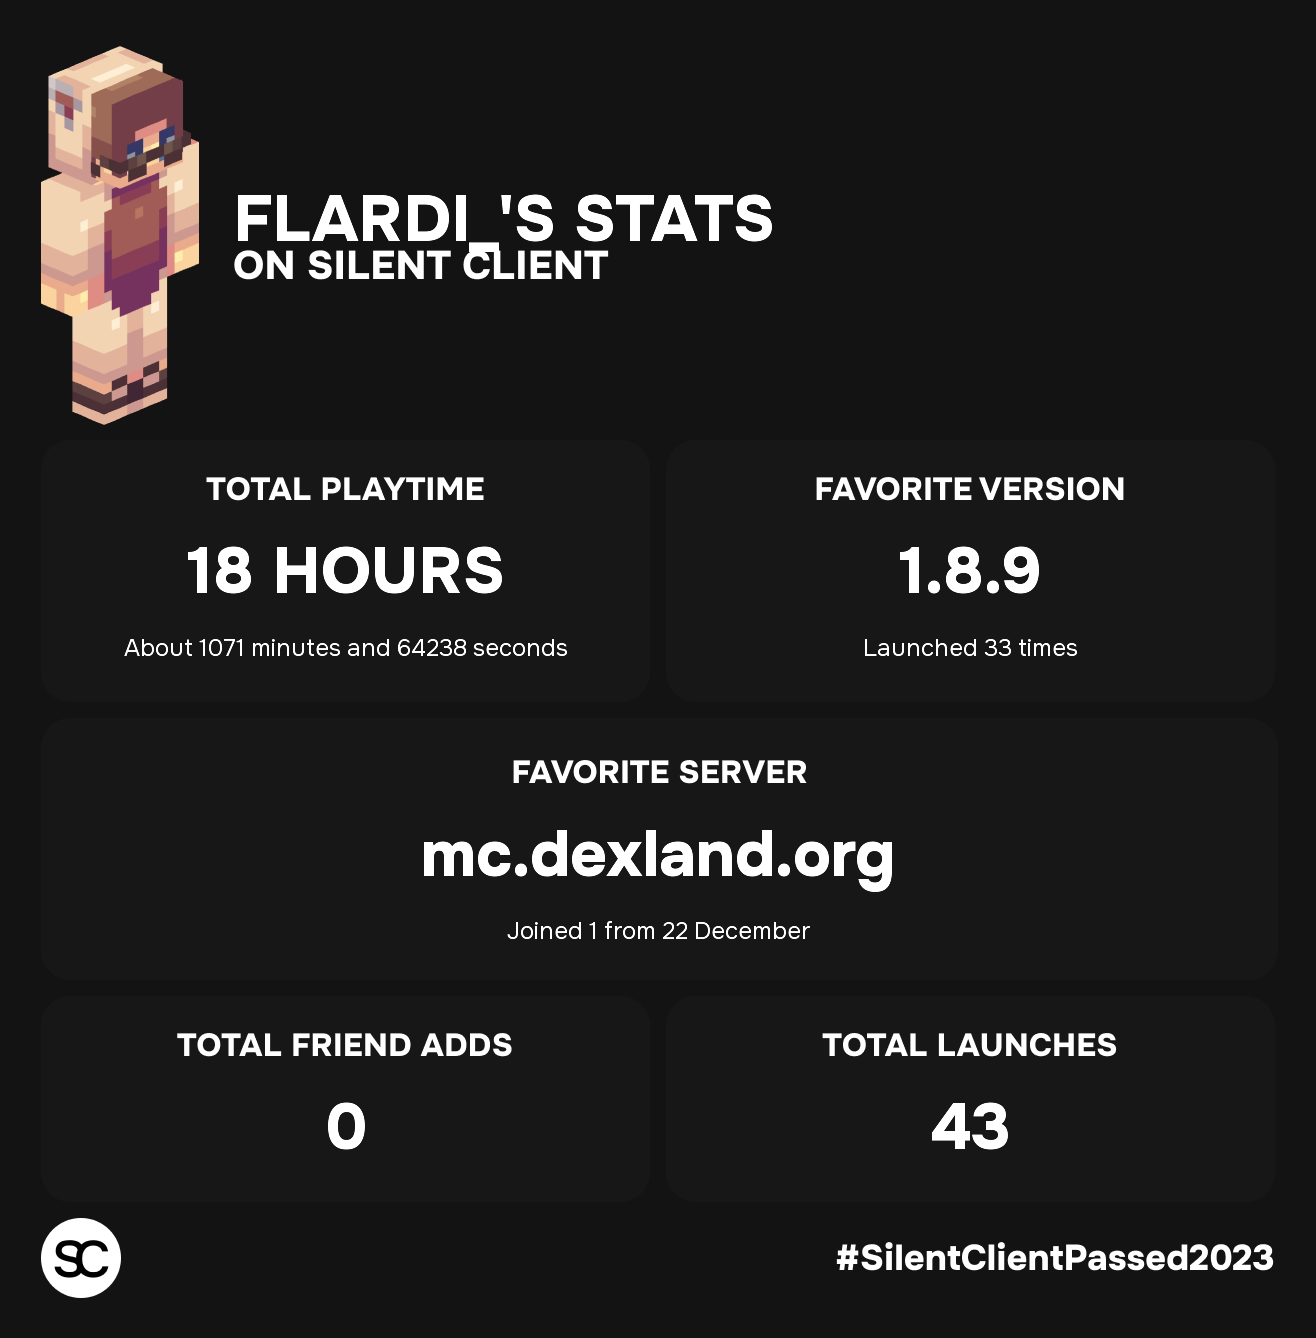 FLARDI_'S STATS
ON SILENT CLIENT
TOTAL PLAYTIME
18 HOURS
About 1071 minutes and 64238 seconds
FAVORITE VERSION
1.8.9
Launched 33 times
FAVORITE SERVER
mc.dexland.org
Joined 1 from 22 December
TOTAL FRIEND ADDS
0
TOTAL LAUNCHES
43
SC
#SilentClientPassed2023